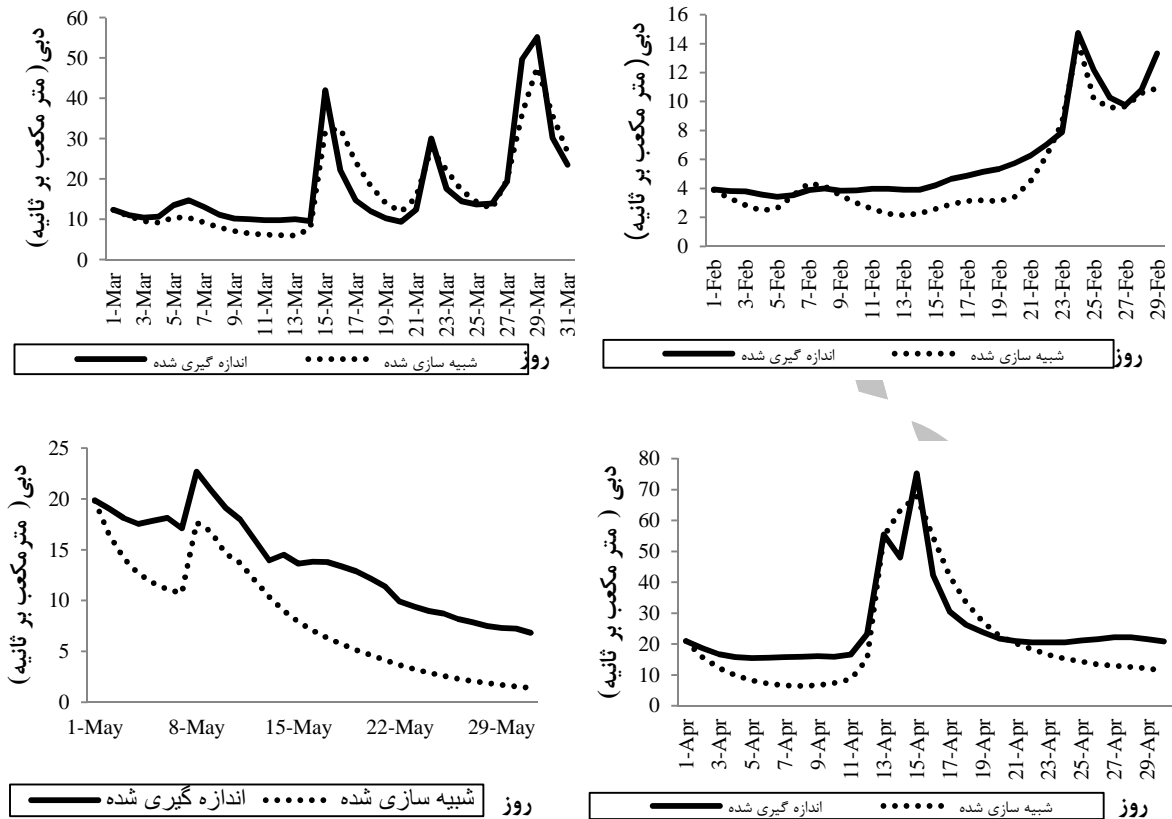 دبی( متر مکعب بر ثانیه)
60
50
40
30
20
10
0
1-Mar
3-Mar
5-Mar
7-Mar
9-Mar
11-Mar
13-Mar
15-Mar
17-Mar
19-Mar
21-Mar
23-Mar
25-Mar
27-Mar
29-Mar
31-Mar
اندازه گیری شده
شبیه سازی شده
روز
دبی( متر مکعب بر ثانیه)
16
14
12
10
8
6
4
2
0
1-Feb
3-Feb
5-Feb
7-Feb
9-Feb
11-Feb
13-Feb
15-Feb
17-Feb
19-Feb
21-Feb
23-Feb
25-Feb
27-Feb
29-Feb
اندازه گیری شده
شبیه سازی شده
روز
دبی( مترمکعب بر ثانیه)
25
20
15
10
5
0
1-May
8-May
15-May
22-May
29-May
اندازه گیری شده
شبیه سازی شده
روز
دبی( مترمکعب بر ثانیه)
80
70
60
50
40
30
20
10
0
1-Apr
3-Apr
5-Apr
7-Apr
9-Apr
11-Apr
13-Apr
15-Apr
17-Apr
19-Apr
21-Apr
23-Apr
25-Apr
27-Apr
29-Apr
اندازه گیری شده
شبیه سازی شده
روز